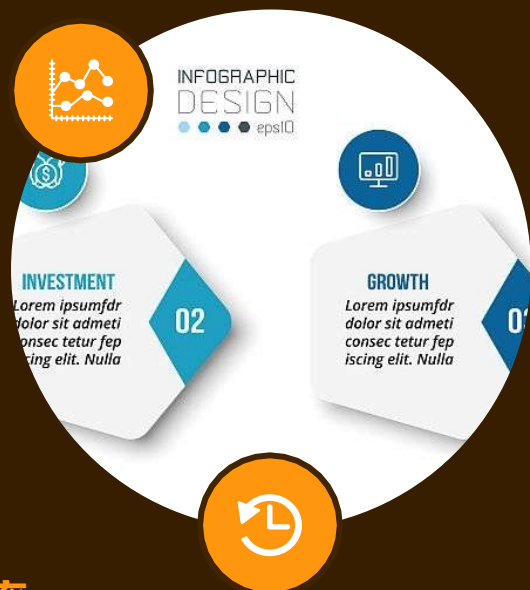 INFOGRAPHIC
DESIGN
eps10
INVESTMENT
Lorem ipsumfdr
dolor sit admeti
consec tetur fep
iscing elit. Nulla
02
GROWTH
Lorem ipsumfdr
dolor sit admeti
consec tetur fep
iscing elit. Nulla